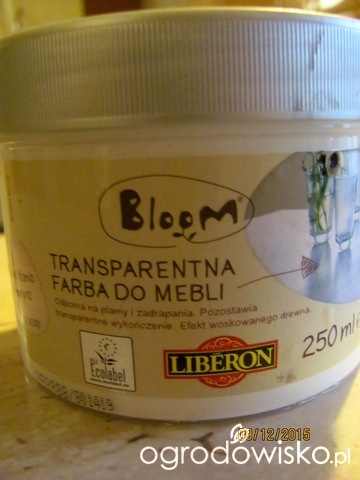 BlooM
TRANSPARENTNA
FARBA DO MEBLI
Odporna na plamy i zadrapania. Pozostawia
transparentne wykończenie. Efekt woskowanego drewna.
250 ml
Ecolabel
LIBÉRON
/12/2015
ogrodowisko.pl